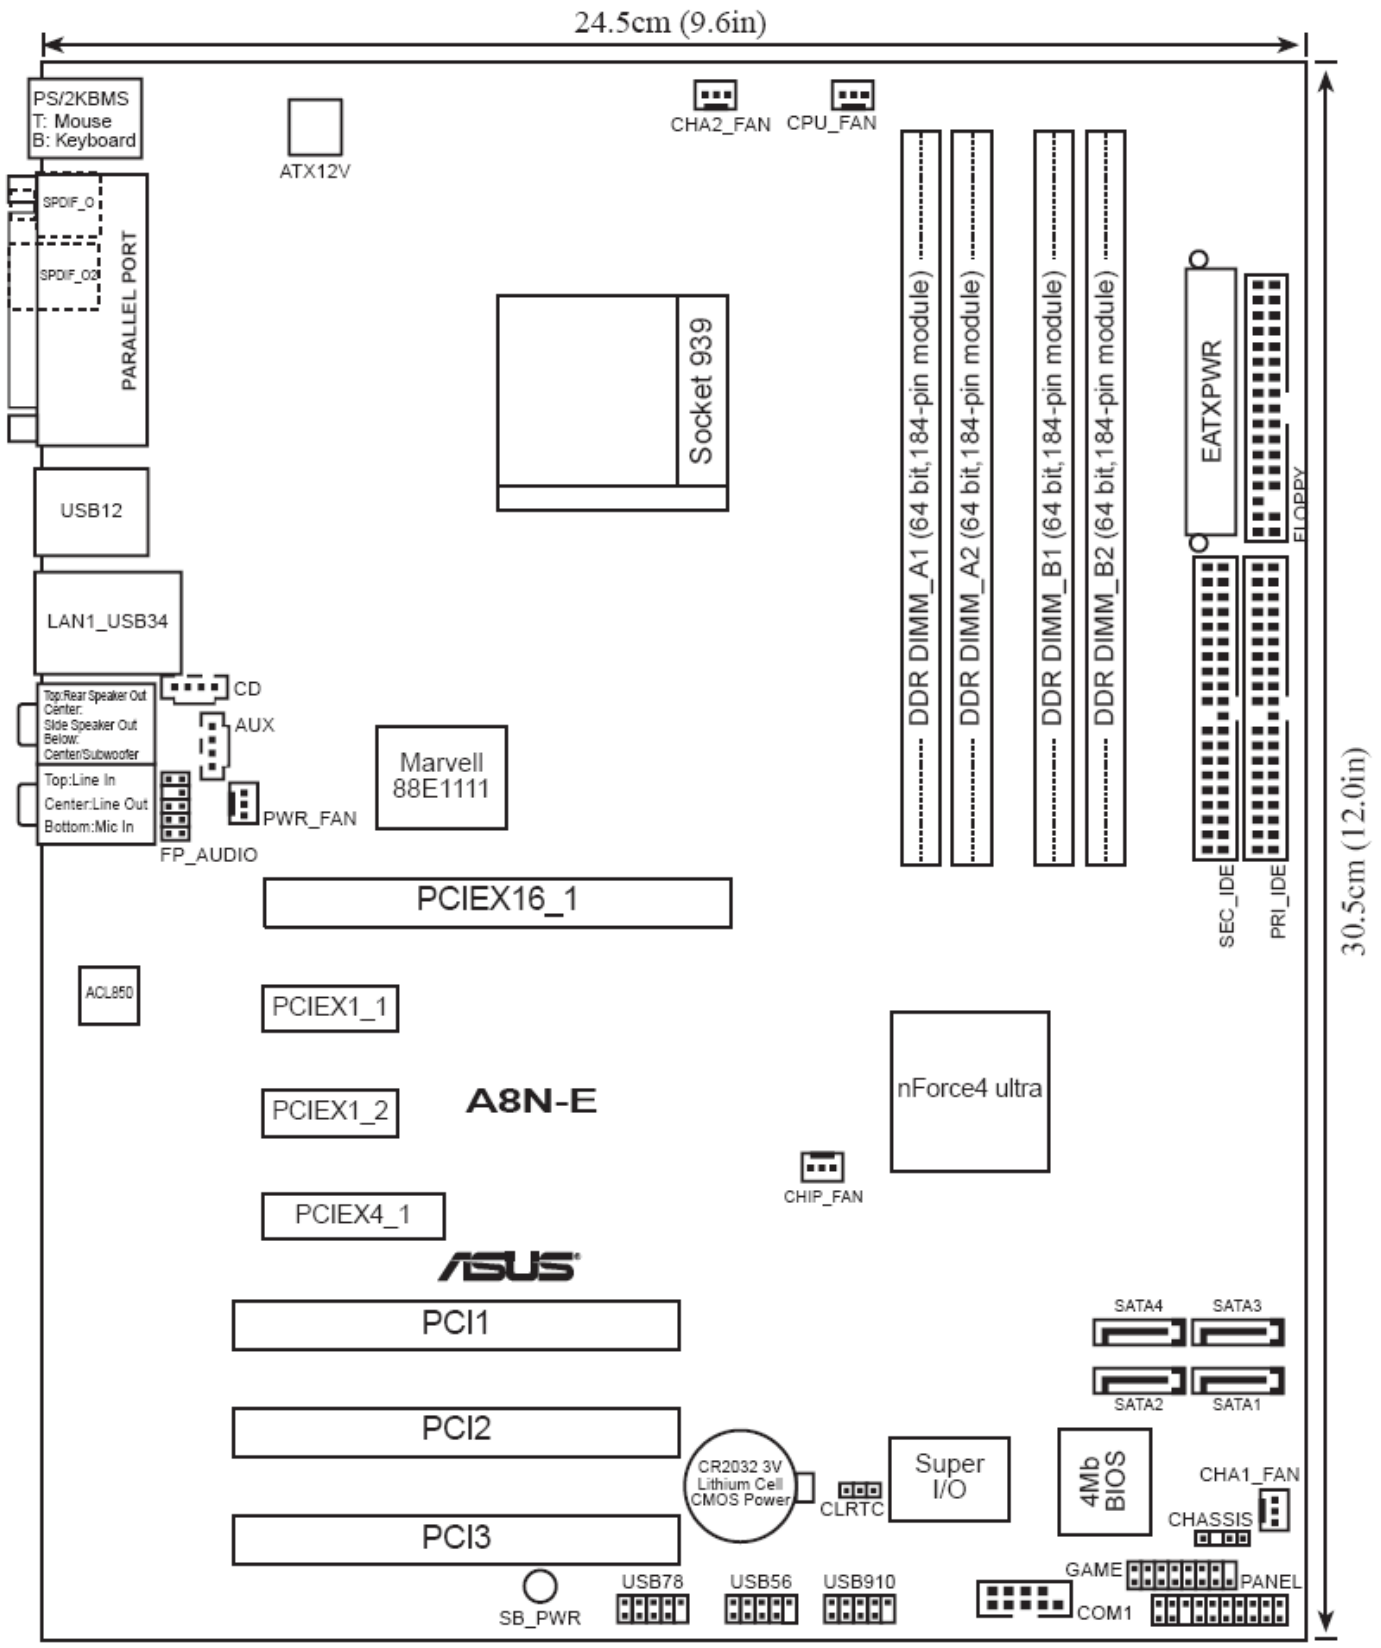 24.5cm (9.6in)
PS/2KBMS
T: Mouse
B: Keyboard
ATX12V
CHA2_FAN
CPU_FAN
SPDIF_O
SPDIF_O2
PARALLEL PORT
Socket 939
DDR DIMM_A1 (64 bit,184-pin module)
DDR DIMM_A2 (64 bit,184-pin module)
DDR DIMM_B1 (64 bit,184-pin module)
DDR DIMM_B2 (64 bit,184-pin module)
EATXPWR
FLOPPY
USB12
LAN1_USB34
CD
Top:Rear Speaker Out
Center:
Side Speaker Out
Below:
Center/Subwoofer
AUX
Top:Line In
Center:Line Out
Bottom:Mic In
PWR_FAN
FP_AUDIO
Marvell
88E1111
SEC_IDE
PRI_IDE
30.5cm (12.0in)
PCIEX16_1
ACL850
PCIEX1_1
PCIEX1_2
A8N-E
nForce4 ultra
CHIP_FAN
PCIEX4_1
ASUS®
PCI1
SATA4
SATA3
SATA2
SATA1
PCI2
CR2032 3V
Lithium Cell
CMOS Power
CLRTC
Super
I/O
4Mb
BIOS
CHA1_FAN
CHASSIS
PCI3
SB_PWR
USB78
USB56
USB910
GAME
PANEL
COM1